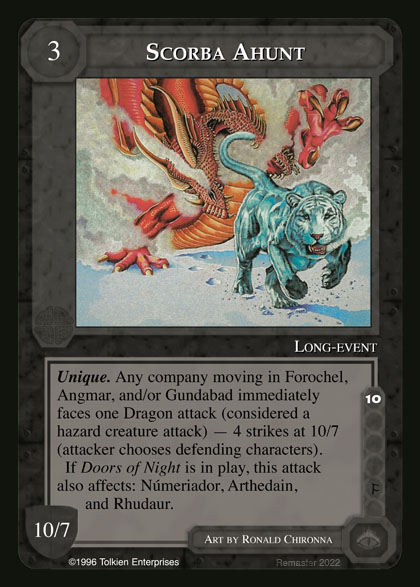 3
Scorba Ahunt
Long-event
Unique. Any company moving in Forochel,
Angmar, and/or Gundabad immediately
faces one Dragon attack (considered a
hazard creature attack) — 4 strikes at 10/7
(attacker chooses defending characters).
If Doors of Night is in play, this attack
also affects: Númeriador, Arthedain,
and Rhudaur.
10
F
10/7
Art by Ronald Chironna
©1996 Tolkien Enterprises
Remaster 2022